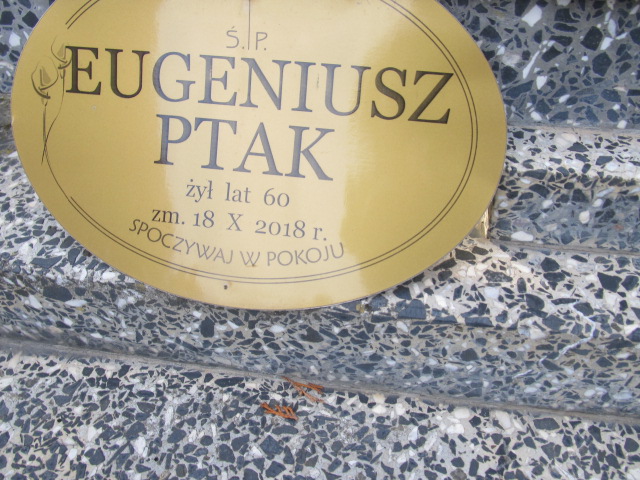 Ś. P.
EUGENIUSZ
PTAK
żył lat 60
zm. 18 X 2018 r.
SPOCZYWAJ W POKOJU